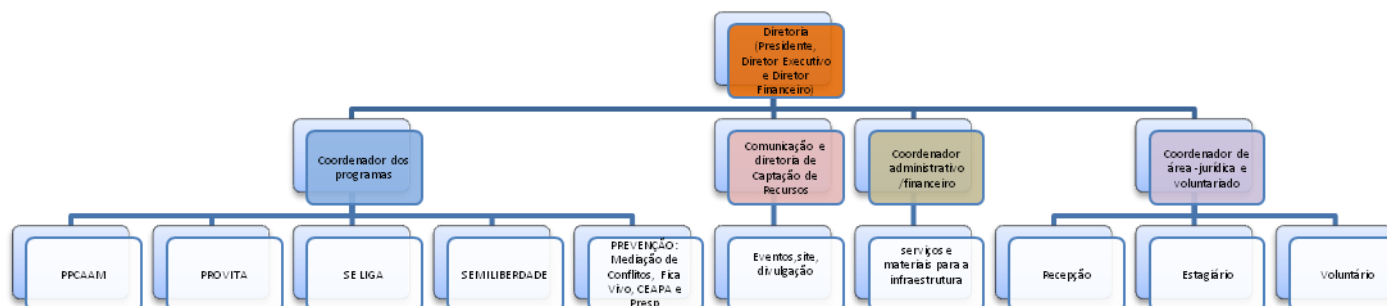 Diretoria
(Presidente,
Diretor Executivo
e Diretor
Financeiro)
Coordenador dos
programas
Comunicação e
diretoria de
Captação de
Recursos
Coordenador
administrativo
/financeiro
Coordenador de
área-jurídica e
voluntariado
PPCAAM
PROVITA
SE LIGA
SEMILIBERDADE
PREVENÇÃO:
Mediação de
Conflitos, Fica
Vivo, CEAPA e
Presp
Eventos,site,
divulgação
serviços e
materiais para a
infraestrutura
Recepção
Estagiário
Voluntário